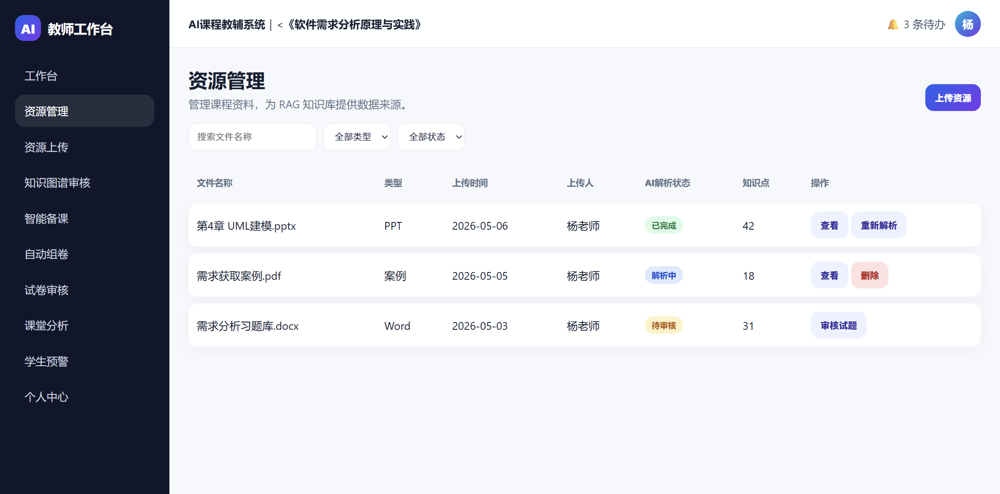 AI 教师工作台
工作台
资源管理
资源上传
知识图谱审核
智能备课
自动组卷
试卷审核
课堂分析
学生预警
个人中心
AI课程教辅系统 | <《软件需求分析原理与实践》
3 条待办 杨
资源管理
管理课程资料，为 RAG 知识库提供数据来源。
上传资源
搜索文件名称 全部类型 全部状态
文件名称 类型 上传时间 上传人 AI解析状态 知识点 操作
第4章 UML建模.pptx PPT 2026-05-06 杨老师 已完成 42 查看 重新解析
需求获取案例.pdf 案例 2026-05-05 杨老师 解析中 18 查看 删除
需求分析习题库.docx Word 2026-05-03 杨老师 待审核 31 审核试题